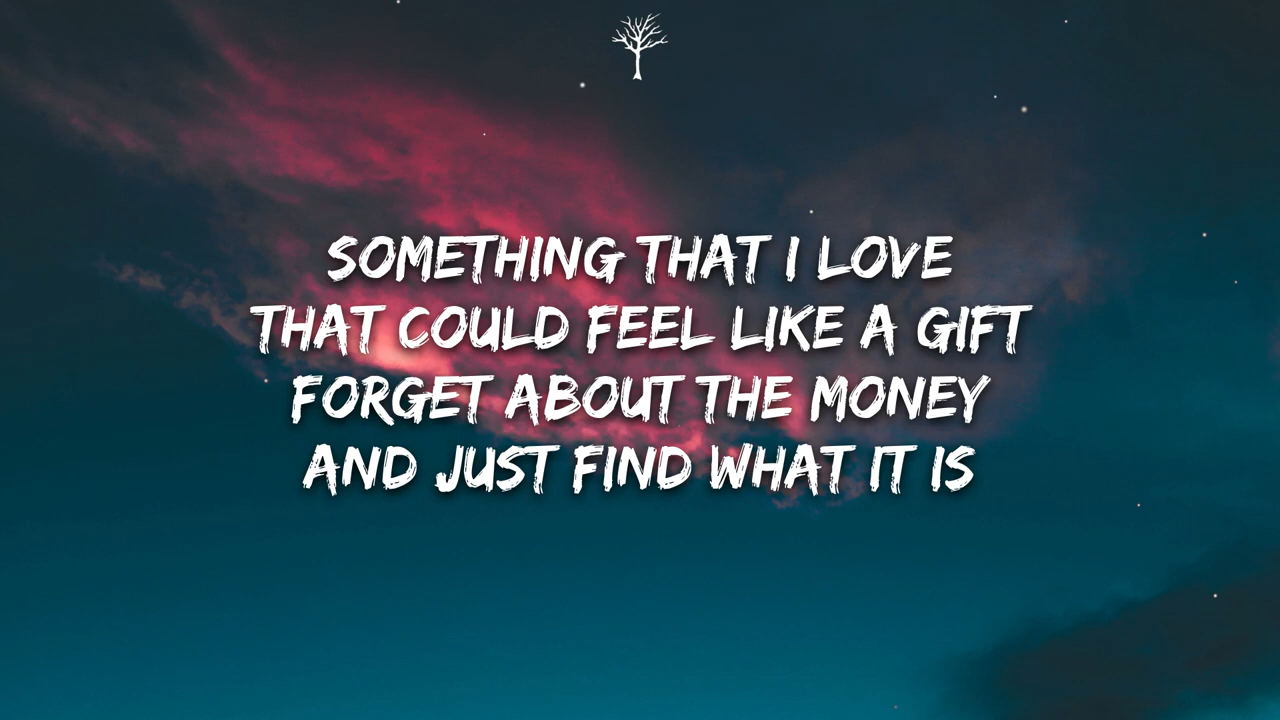 SOMETHING THAT I LOVE
THAT COULD FEEL LIKE A GIFT
FORGET ABOUT THE MONEY
AND JUST FIND WHAT IT IS